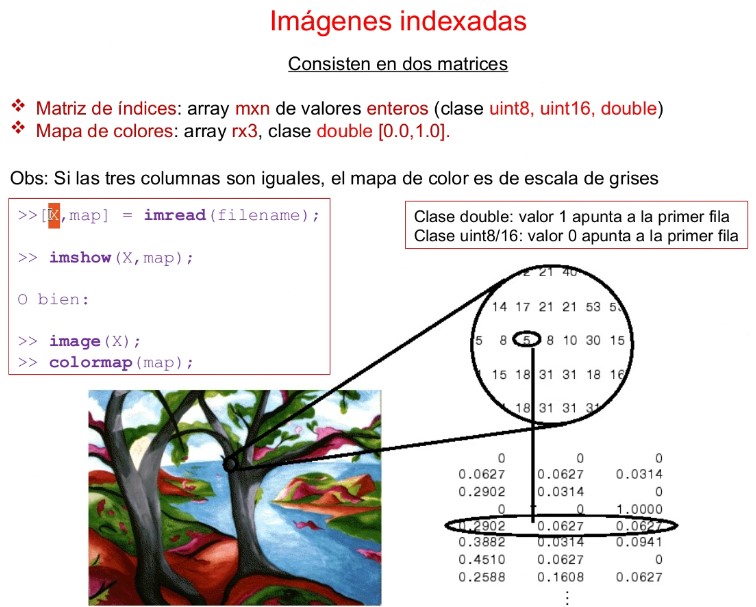 Imágenes indexadas
Consisten en dos matrices
❖ Matriz de índices: array mxn de valores enteros (clase uint8, uint16, double)
❖ Mapa de colores: array rx3, clase double [0.0,1.0].
Obs: Si las tres columnas son iguales, el mapa de color es de escala de grises
>>[X,map] = imread(filename);
>> imshow(X,map);
O bien:
>> image(X);
>> colormap(map);
Clase double: valor 1 apunta a la primer fila
Clase uint8/16: valor 0 apunta a la primer fila
21 40
14 17 21 21 53
5 8 5 8 10 30 15
15 18 31 31 18 16
18 31 31
0 0 0
0.0627 0.0627 0.0314
0.2902 0.0314 0
0 1.0000
0.2902 0.0627 0.0627
0.3882 0.0314 0.0941
0.4510 0.0627 0
0.2588 0.1608 0.0627
⋮